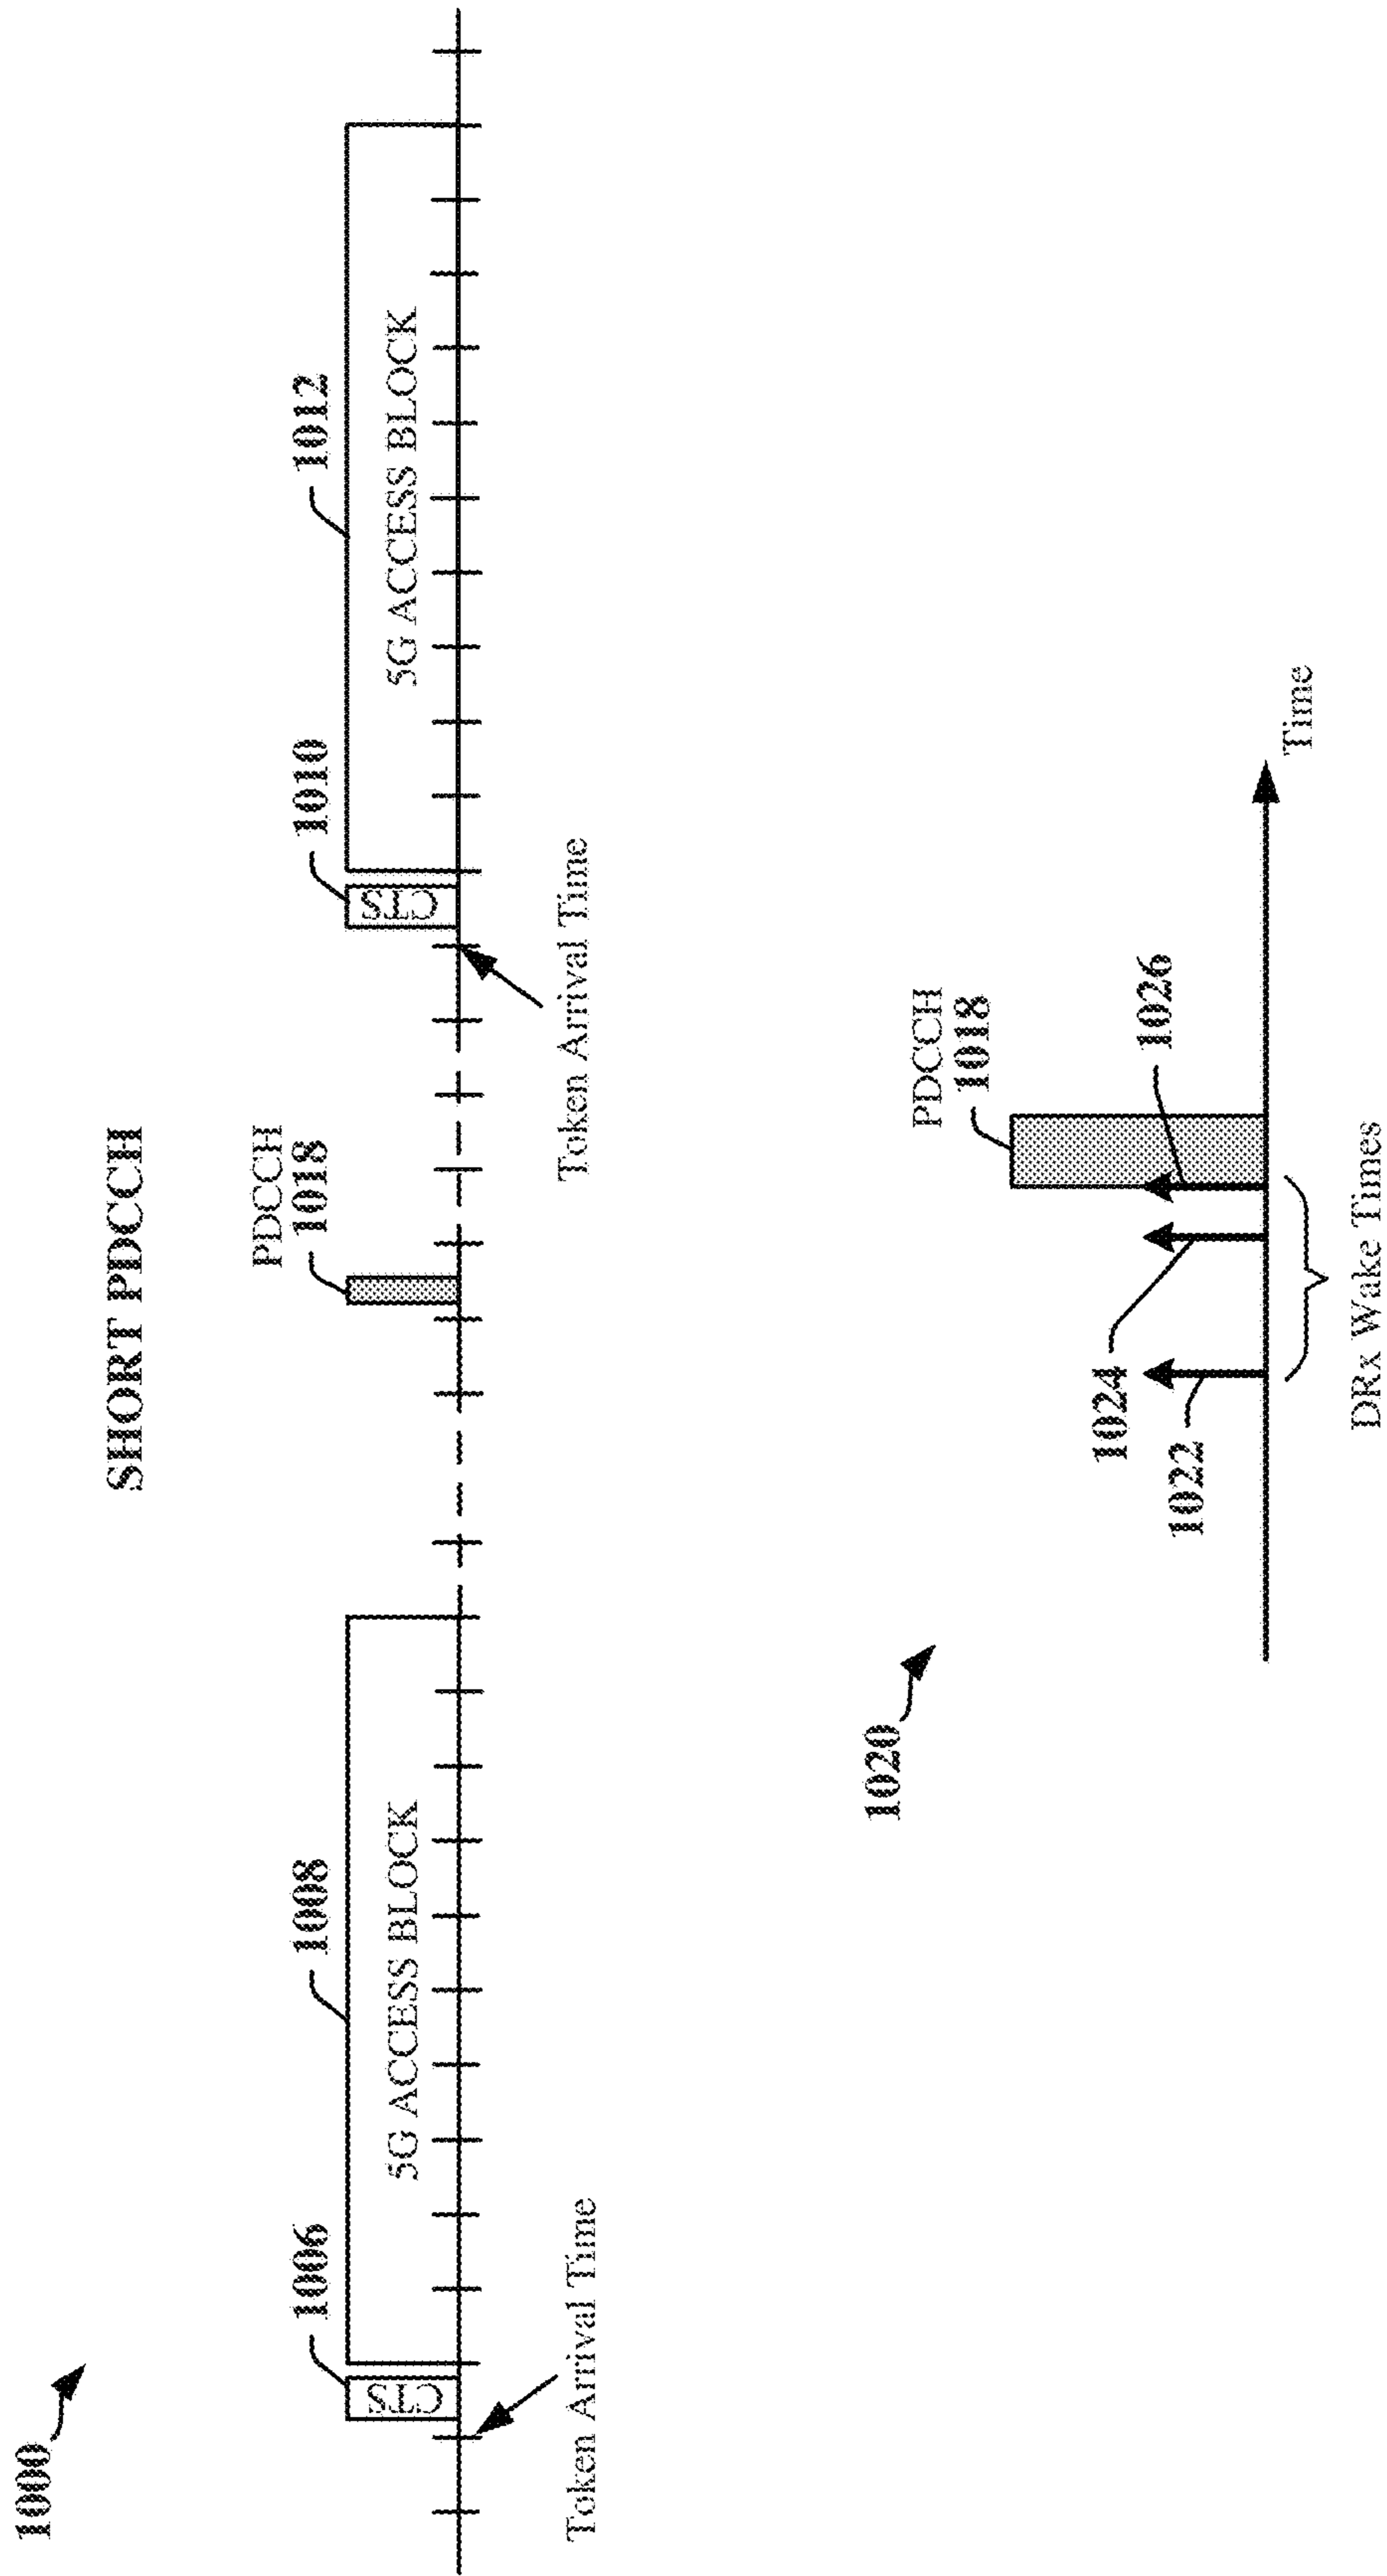 1000
SHORT PDCCH
1006
1008
PDCCH
1018
1010
1012
CTS
5G ACCESS BLOCK
CTS
5G ACCESS BLOCK
Token Arrival Time
Token Arrival Time
1020
PDCCH
1018
1022
1024
1026
Time
DRx Wake Times